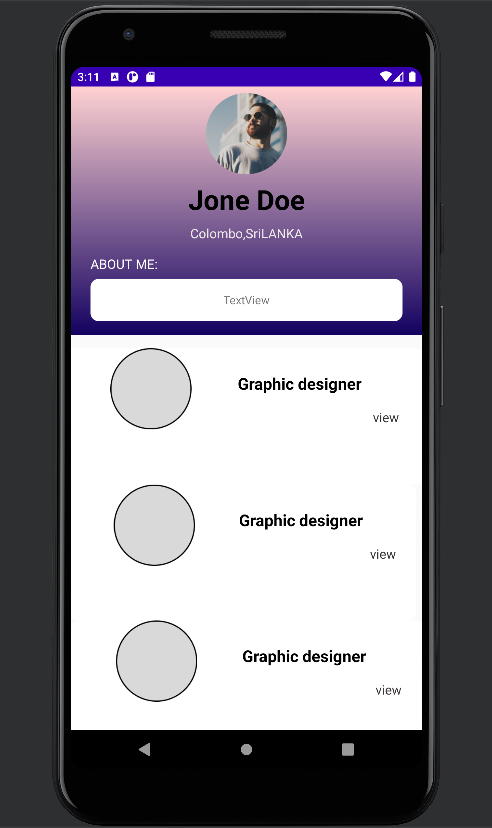 3:11
Jone Doe
Colombo,SriLANKA
ABOUT ME:
TextView
Graphic designer
view
Graphic designer
view
Graphic designer
view